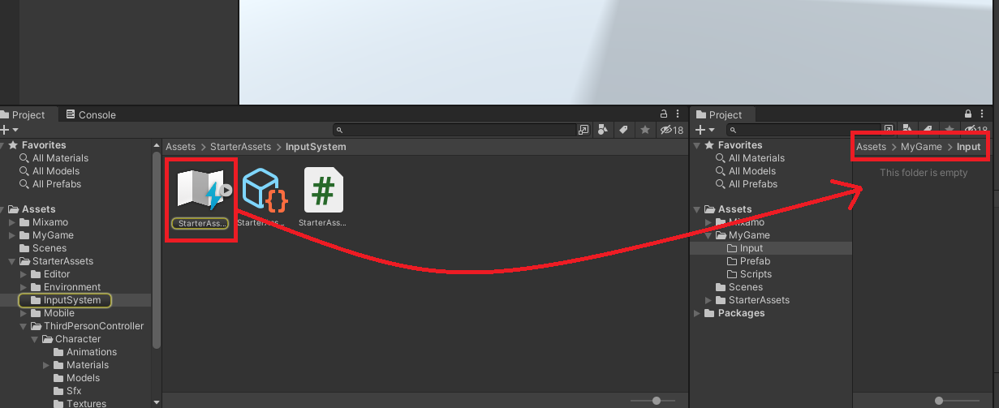 Project
Console
18
Favorites
All Materials
All Models
All Prefabs
Assets
Mixamo
MyGame
Scenes
StarterAssets
Editor
Environment
InputSystem
Mobile
ThirdPersonController
Character
Animations
Materials
Models
Sfx
Textures
Assets > StarterAssets > InputSystem
StarterAss...
StarterAss...
StarterAss...
Project
18
Favorites
All Materials
All Models
All Prefabs
Assets
Mixamo
MyGame
Input
Prefab
Scripts
Scenes
StarterAssets
Packages
Assets > MyGame > Input
This folder is empty